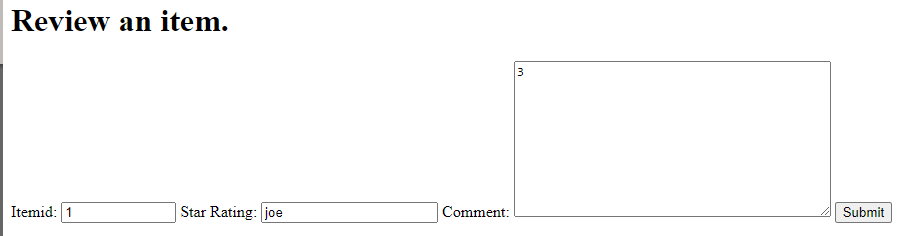 Review an item.
3
Itemid: 1 Star Rating: joe Comment: Submit